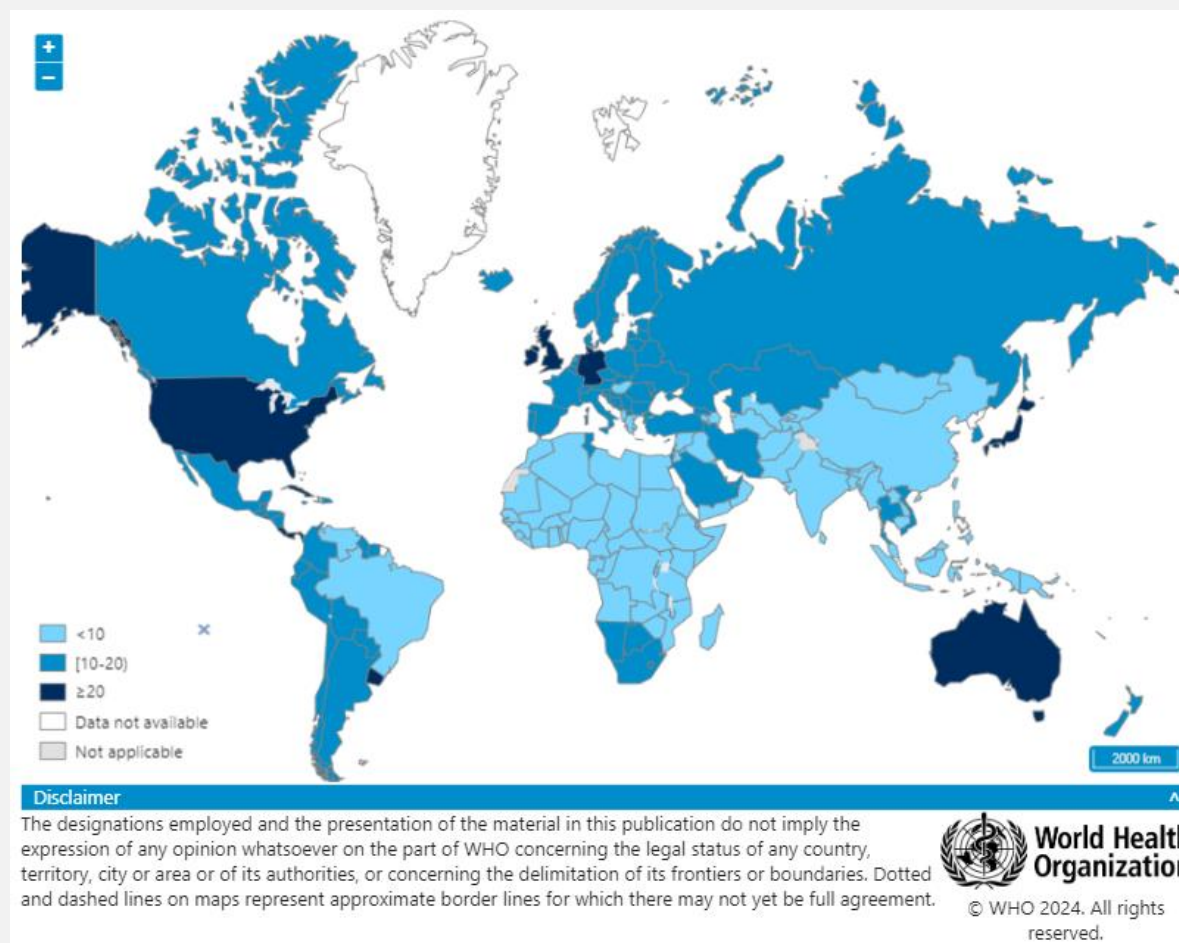 +
−
<10
[10-20)
≥20
Data not available
Not applicable
2000 km
Disclaimer
The designations employed and the presentation of the material in this publication do not imply the
expression of any opinion whatsoever on the part of WHO concerning the legal status of any country,
territory, city or area or of its authorities, or concerning the delimitation of its frontiers or boundaries. Dotted
and dashed lines on maps represent approximate border lines for which there may not yet be full agreement.
World Health
Organization
© WHO 2024. All rights
reserved.